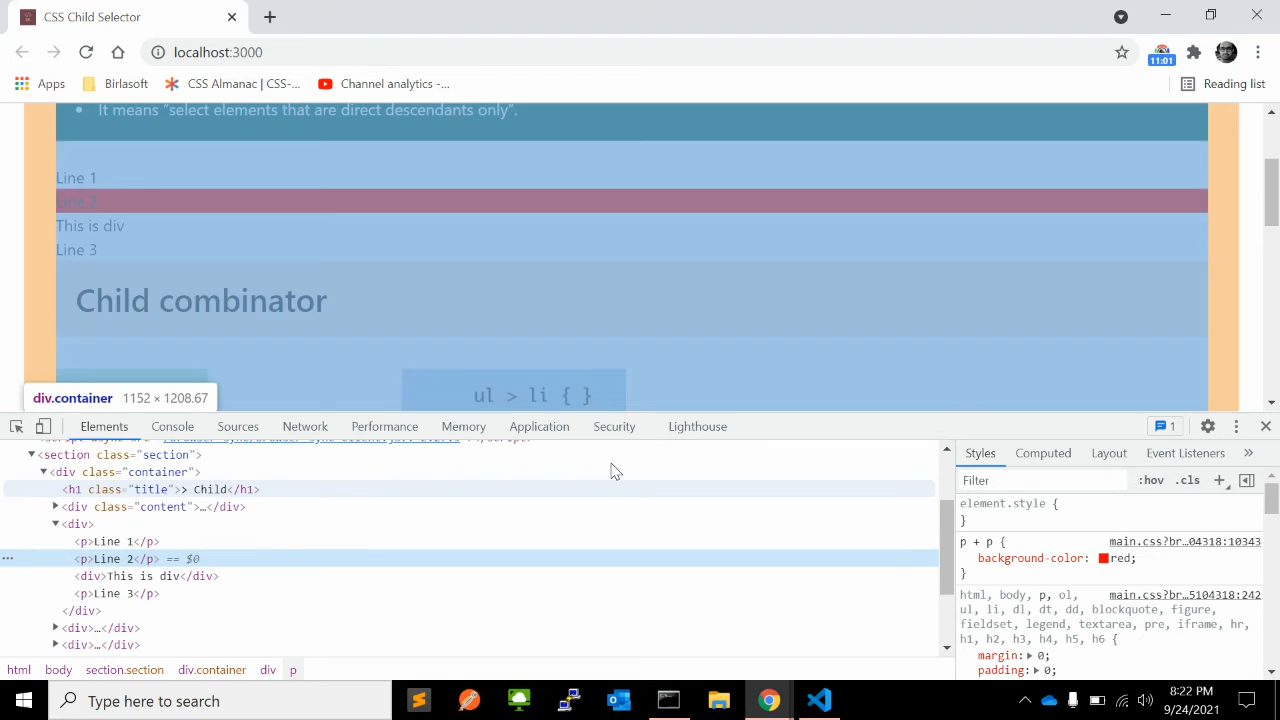 CSS Child Selector
localhost:3000
11:01
Apps
Birlasoft
CSS Almanac | CSS-...
Channel analytics -...
Reading list
It means "select elements that are direct descendants only".
Line 1
Line 2
This is div
Line 3
Child combinator
ul > li { }
div.container 1152 × 1208.67
Elements Console Sources Network Performance Memory Application Security Lighthouse
1
<section class="section">
<div class="container">
<h1 class="title">> Child</h1>
<div class="content">…</div>
<div>
<p>Line 1</p>
<p>Line 2</p> == $0
<div>This is div</div>
<p>Line 3</p>
</div>
<div>…</div>
<div>…</div>
html body section.section div.container div p
Styles Computed Layout Event Listeners
Filter
:hov .cls
element.style {
}
p + p { main.css?br…04318:10343
background-color: red;
}
html, body, p, ol, main.css?br…5104318:242
ul, li, dl, dt, dd, blockquote, figure,
fieldset, legend, textarea, pre, iframe, hr,
h1, h2, h3, h4, h5, h6 {
margin: 0;
padding: 0;
Type here to search
8:22 PM
9/24/2021